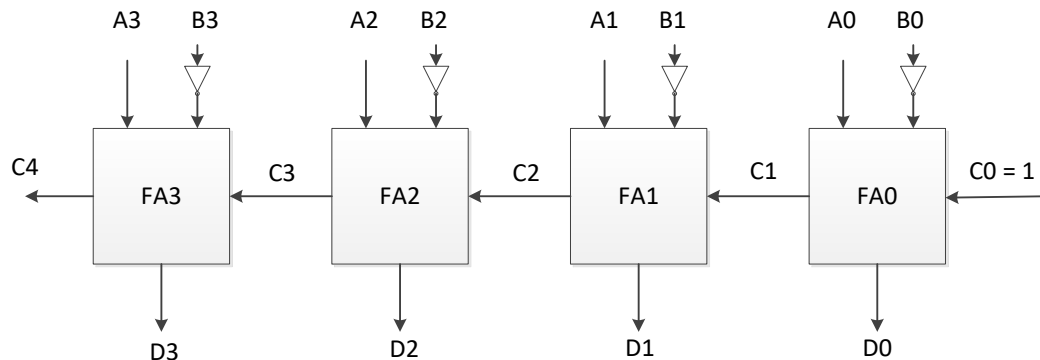 A3 B3 A2 B2 A1 B1 A0 B0
C4 C3 C2 C1 C0 = 1
FA3 FA2 FA1 FA0
D3 D2 D1 D0